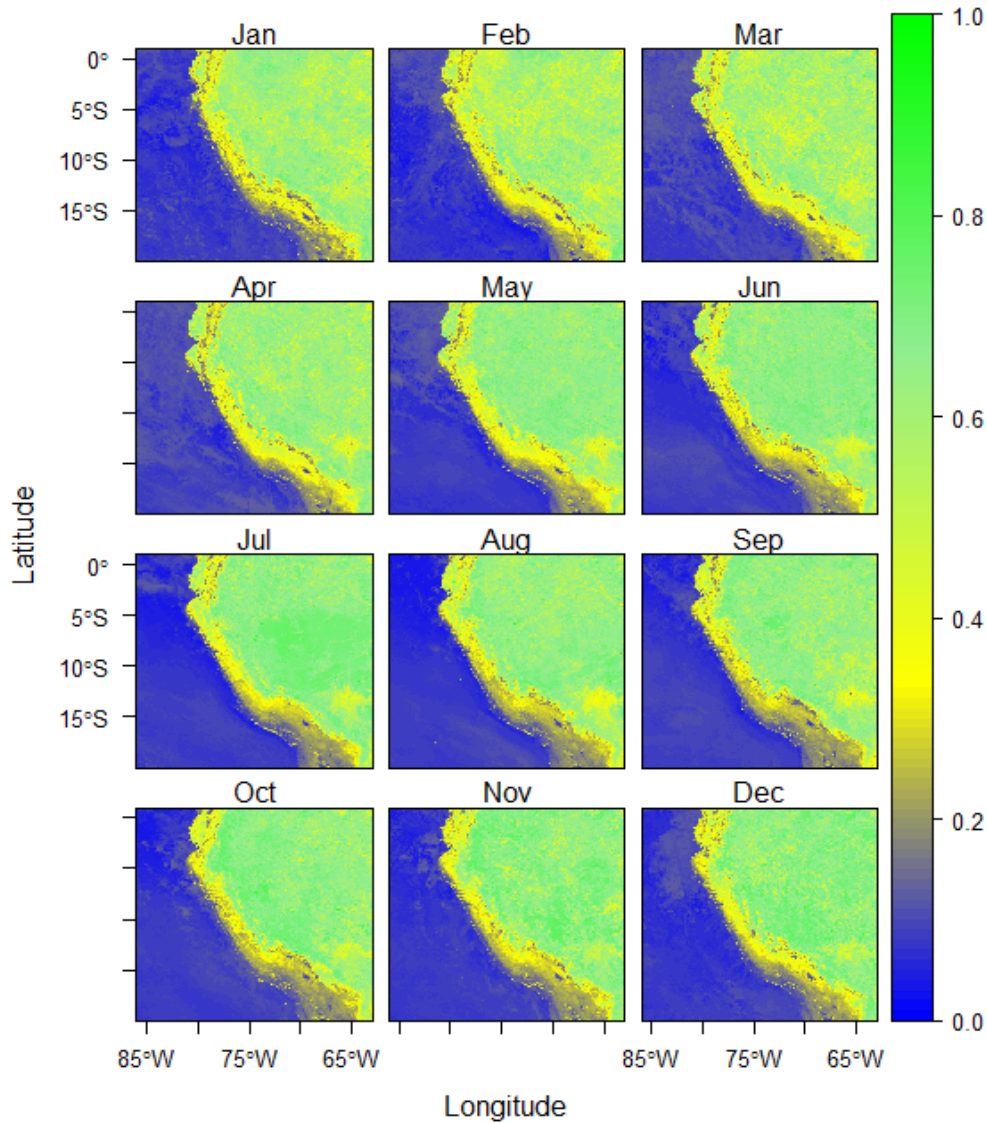 Jan Feb Mar 1.0
0°
5°S
10°S
15°S
0.8
Apr May Jun
0.6
Latitude
Jul Aug Sep
0°
5°S
0.4
10°S
15°S
Oct Nov Dec
0.2
0.0
85°W 75°W 65°W 85°W 75°W 65°W
Longitude